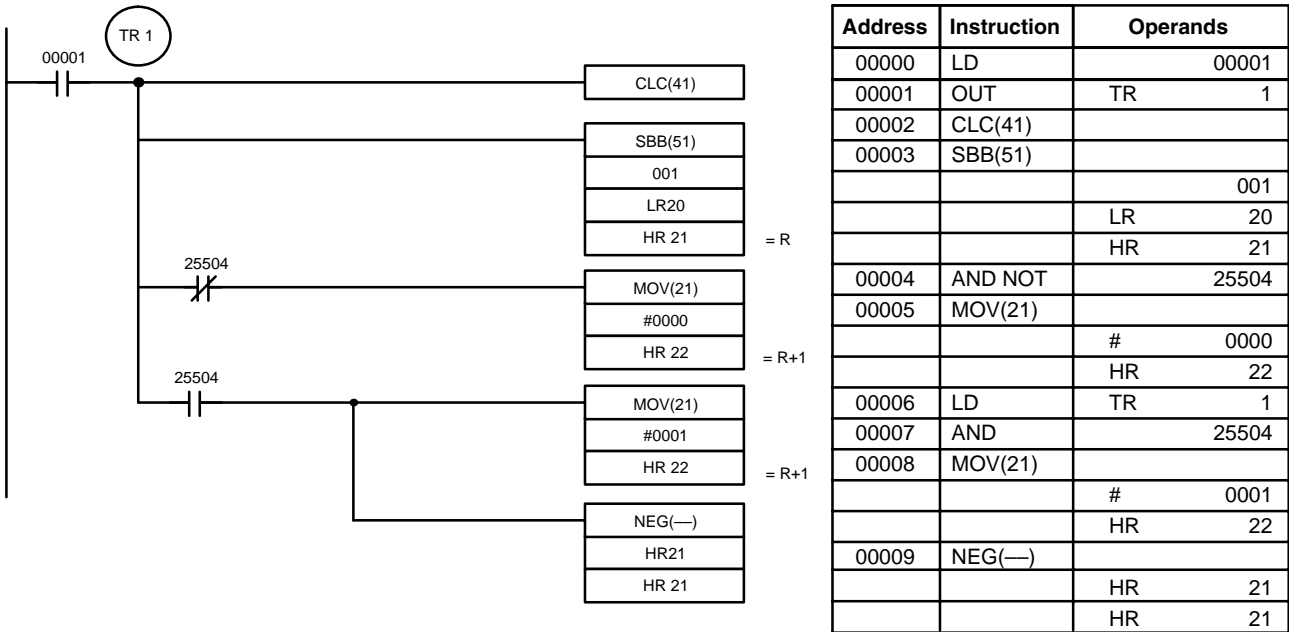 TR 1
00001
CLC(41)
SBB(51)
001
LR20
HR 21
= R
25504
MOV(21)
#0000
HR 22
= R+1
25504
MOV(21)
#0001
HR 22
= R+1
NEG(––)
HR21
HR 21
Address Instruction Operands
00000 LD 00001
00001 OUT TR 1
00002 CLC(41)
00003 SBB(51)
001
LR 20
HR 21
00004 AND NOT 25504
00005 MOV(21)
# 0000
HR 22
00006 LD TR 1
00007 AND 25504
00008 MOV(21)
# 0001
HR 22
00009 NEG(––)
HR 21
HR 21